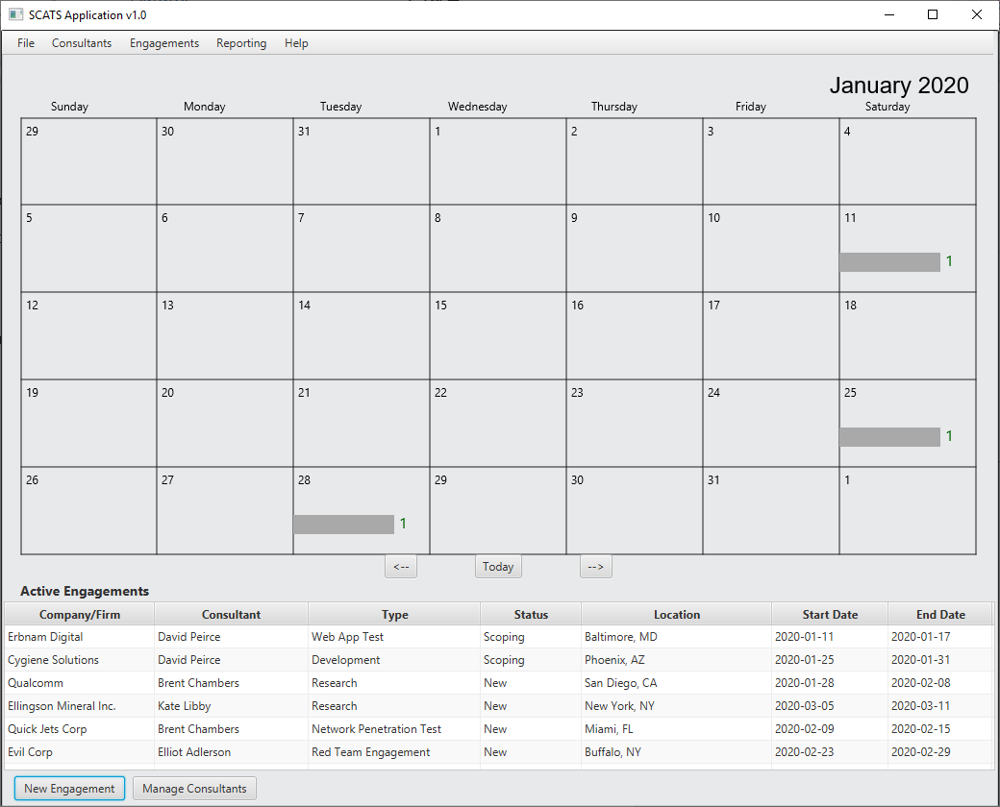 SCATS Application v1.0
File Consultants Engagements Reporting Help
January 2020
Sunday Monday Tuesday Wednesday Thursday Friday Saturday
29 30 31 1 2 3 4
5 6 7 8 9 10 11
1
12 13 14 15 16 17 18
19 20 21 22 23 24 25
1
26 27 28 29 30 31 1
1
<-- Today -->
Active Engagements
Company/Firm Consultant Type Status Location Start Date End Date
Erbnam Digital David Peirce Web App Test Scoping Baltimore, MD 2020-01-11 2020-01-17
Cygiene Solutions David Peirce Development Scoping Phoenix, AZ 2020-01-25 2020-01-31
Qualcomm Brent Chambers Research New San Diego, CA 2020-01-28 2020-02-08
Ellingson Mineral Inc. Kate Libby Research New New York, NY 2020-03-05 2020-03-11
Quick Jets Corp Brent Chambers Network Penetration Test New Miami, FL 2020-02-09 2020-02-15
Evil Corp Elliot Adlerson Red Team Engagement New Buffalo, NY 2020-02-23 2020-02-29
New Engagement Manage Consultants